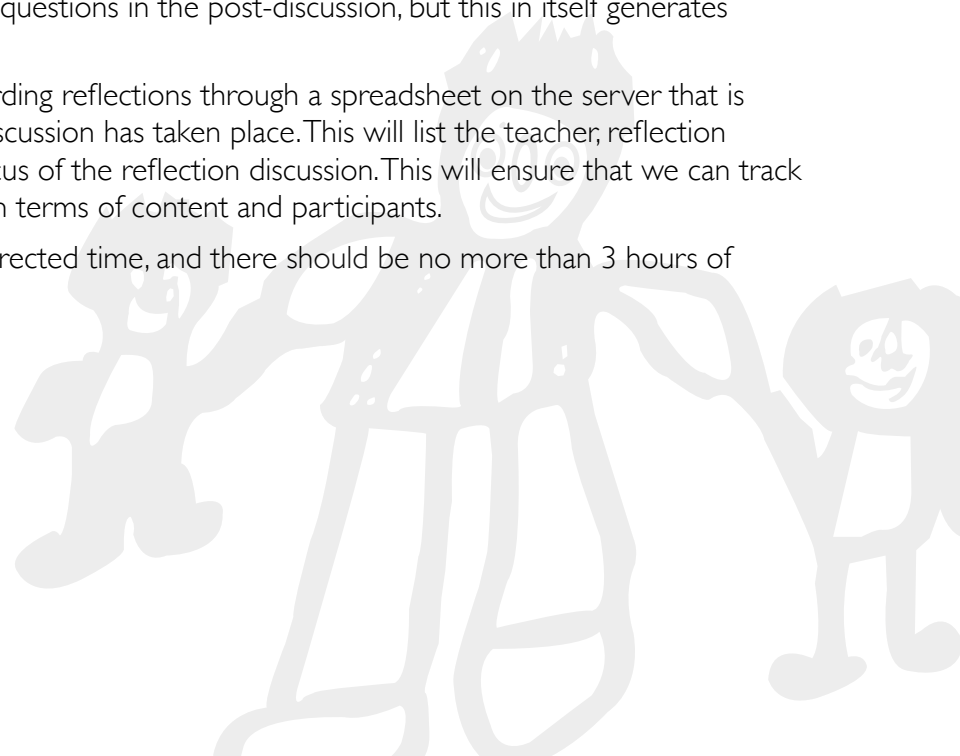 questions in the post-discussion, but this in itself generates
rding reflections through a spreadsheet on the server that is
scussion has taken place. This will list the teacher, reflection
cus of the reflection discussion. This will ensure that we can track
n terms of content and participants.
rected time, and there should be no more than 3 hours of